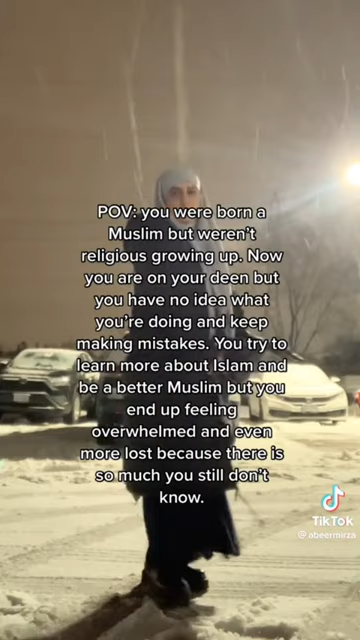 POV: you were born a
Muslim but weren't
religious growing up. Now
you are on your deen but
you have no idea what
you're doing and keep
making mistakes. You try to
learn more about Islam and
be a better Muslim but you
end up feeling
overwhelmed and even
more lost because there is
so much you still don't
know.
TikTok
@abeermirza